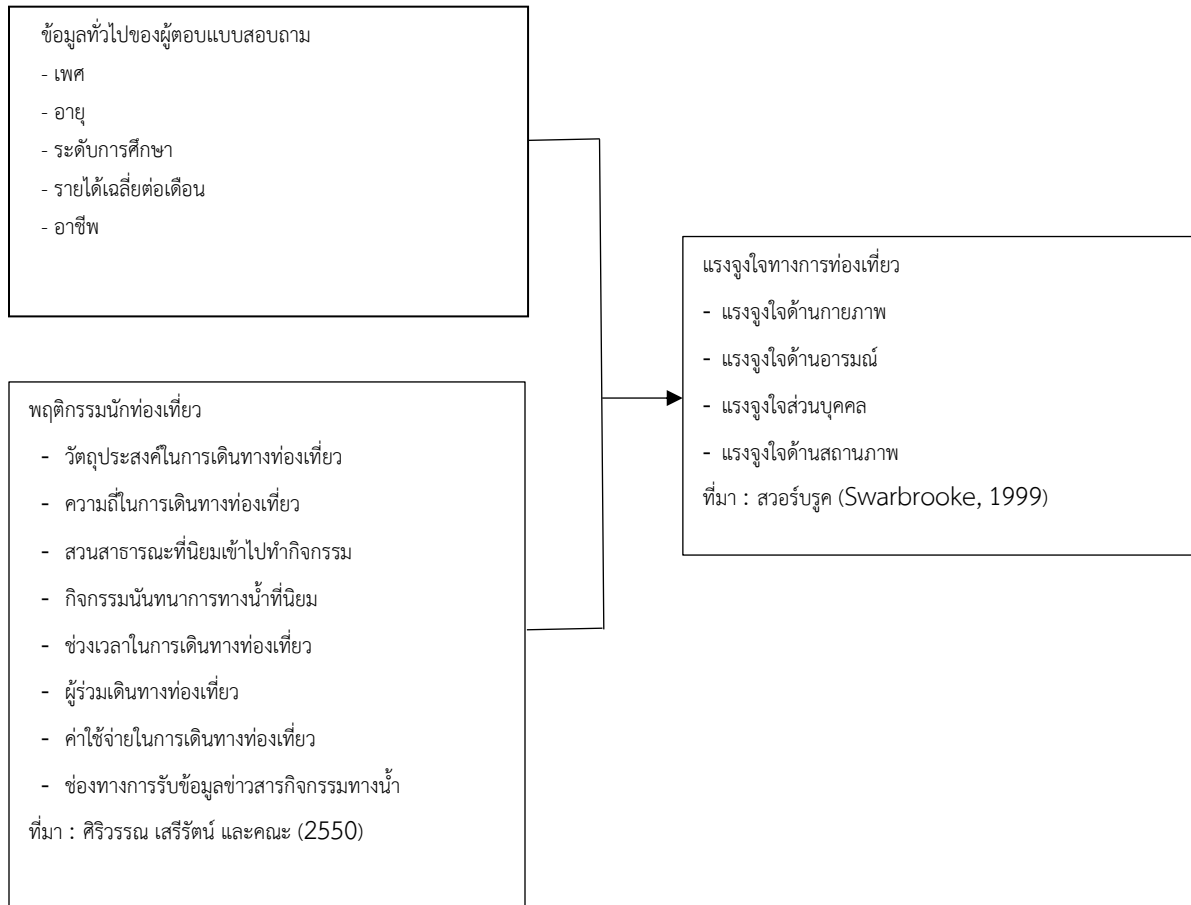 ข้อมูลทั่วไปของผู้ตอบแบบสอบถาม
- เพศ
- อายุ
- ระดับการศึกษา
- รายได้เฉลี่ยต่อเดือน
- อาชีพ
พฤติกรรมนักท่องเที่ยว
- วัตถุประสงค์ในการเดินทางท่องเที่ยว
- ความถี่ในการเดินทางท่องเที่ยว
- สวนสาธารณะที่นิยมเข้าไปทำกิจกรรม
- กิจกรรมนันทนาการทางน้ำที่นิยม
- ช่วงเวลาในการเดินทางท่องเที่ยว
- ผู้ร่วมเดินทางท่องเที่ยว
- ค่าใช้จ่ายในการเดินทางท่องเที่ยว
- ช่องทางการรับข้อมูลข่าวสารกิจกรรมทางน้ำ
ที่มา : ศิริวรรณ เสรีรัตน์ และคณะ (2550)
แรงจูงใจทางการท่องเที่ยว
- แรงจูงใจด้านกายภาพ
- แรงจูงใจด้านอารมณ์
- แรงจูงใจส่วนบุคคล
- แรงจูงใจด้านสถานภาพ
ที่มา : สวอร์บรูค (Swarbrooke, 1999)